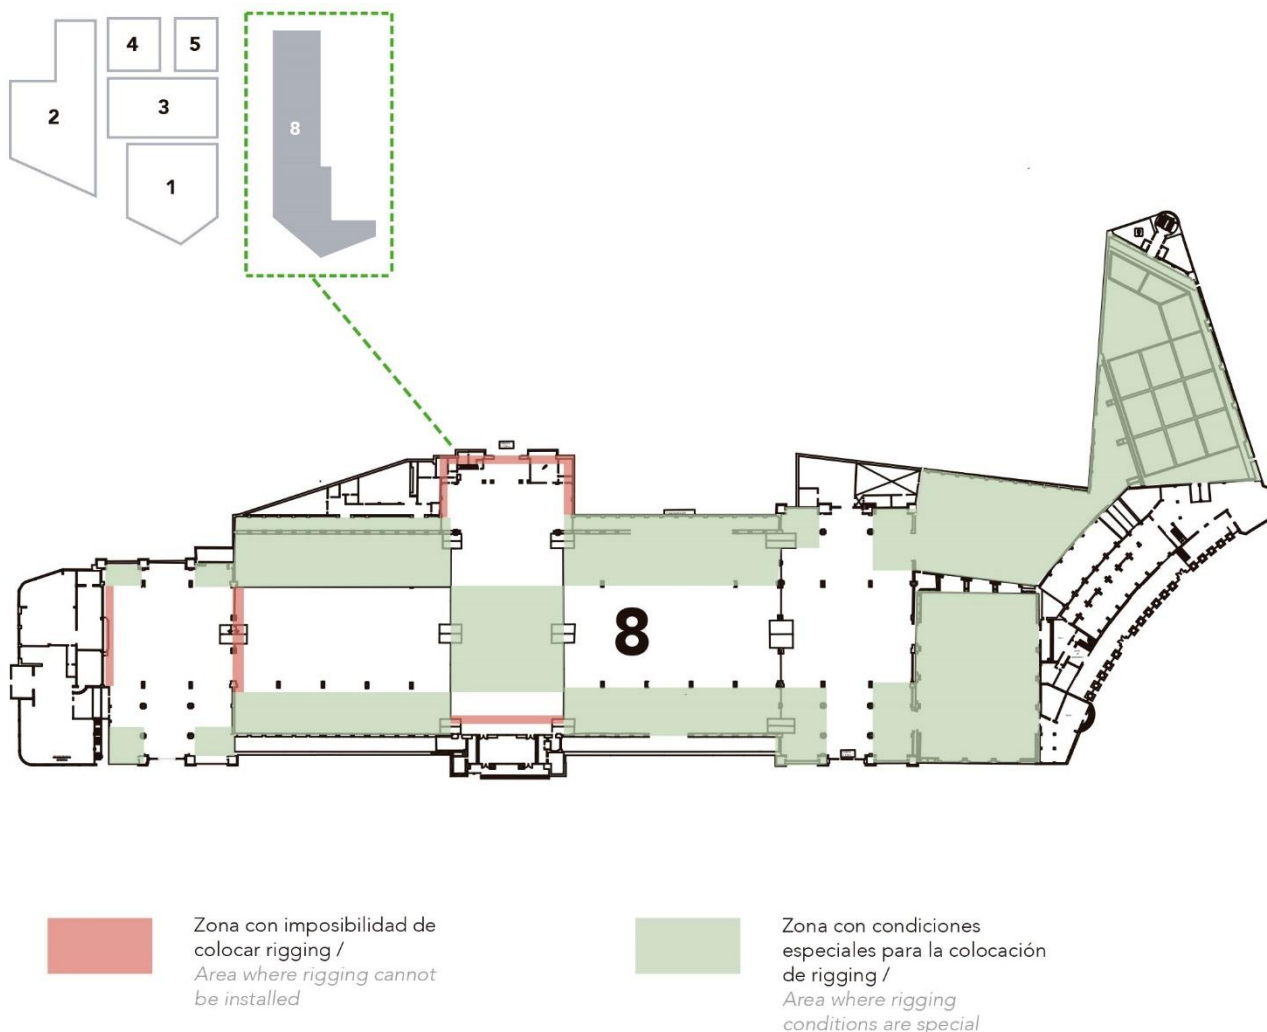 4
5
2
3
8
1
8
Zona con imposibilidad de
colocar rigging /
Area where rigging cannot
be installed
Zona con condiciones
especiales para la colocación
de rigging /
Area where rigging
conditions are special